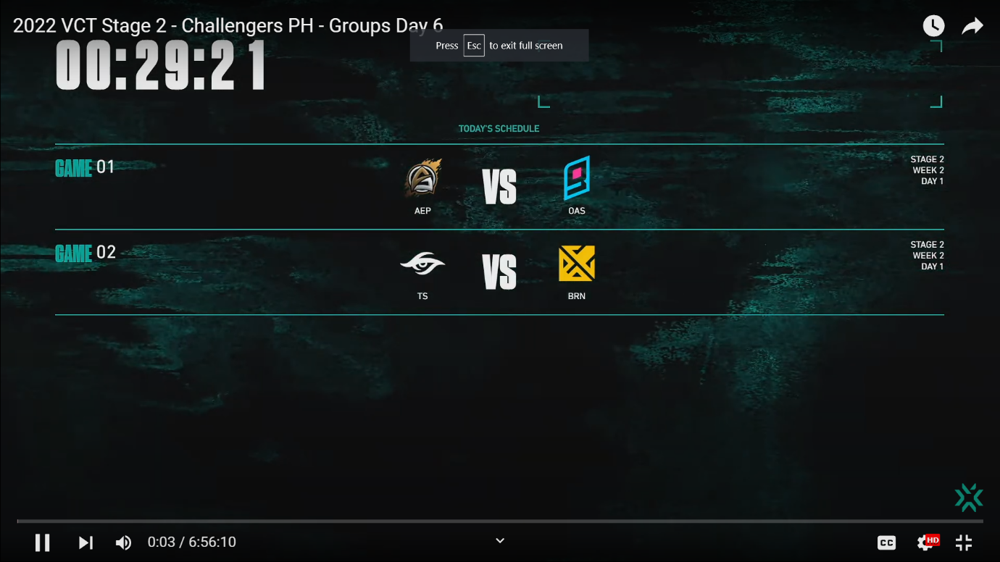 2022 VCT Stage 2 - Challengers PH - Groups Day 6
Press Esc to exit full screen
00:29:21
TODAY'S SCHEDULE
GAME 01
AEP
VS
OAS
STAGE 2
WEEK 2
DAY 1
GAME 02
TS
VS
BRN
STAGE 2
WEEK 2
DAY 1
0:03 / 6:56:10
CC
HD